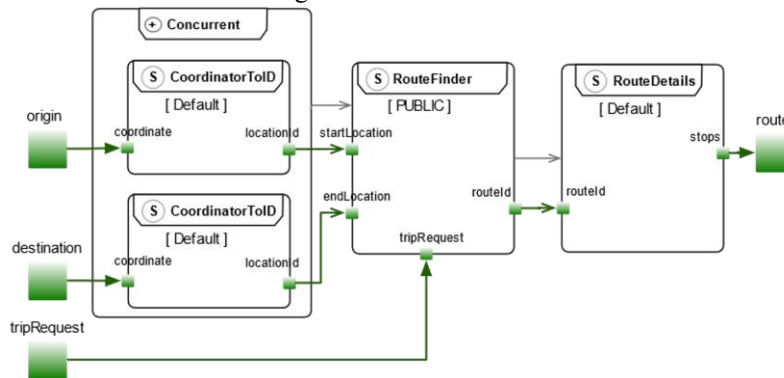 + Concurrent
S CoordinatorToID
[ Default ]
origin
coordinate
locationId
S CoordinatorToID
[ Default ]
destination
coordinate
locationId
tripRequest
S RouteFinder
[ PUBLIC ]
startLocation
endLocation
routeId
tripRequest
S RouteDetails
[ Default ]
routeId
stops
route